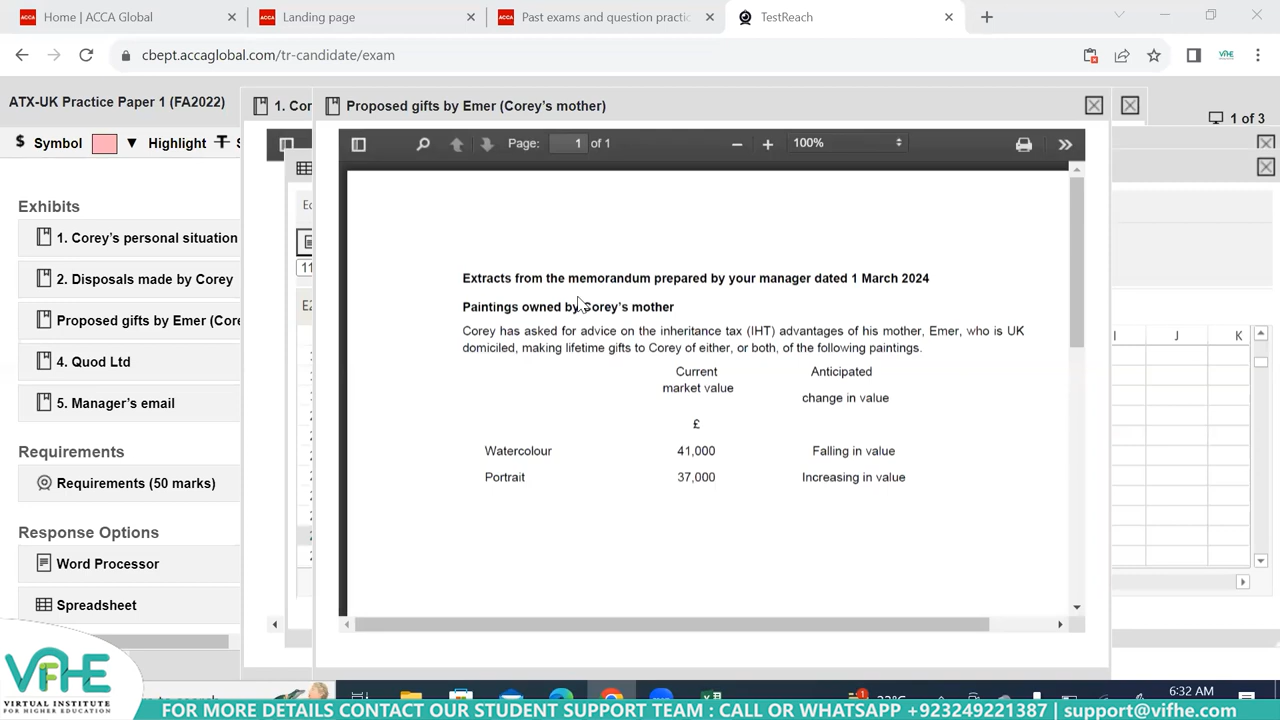 Home | ACCA Global
Landing page
Past exams and question practic
TestReach
cbept.accaglobal.com/tr-candidate/exam
ATX-UK Practice Paper 1 (FA2022)
1. Cor
Proposed gifts by Emer (Corey's mother)
1 of 3
$ Symbol
Highlight
Page: 1 of 1
100%
Exhibits
1. Corey's personal situation
2. Disposals made by Corey
Proposed gifts by Emer (Core
4. Quod Ltd
5. Manager's email
Requirements
Requirements (50 marks)
Response Options
Word Processor
Spreadsheet
Extracts from the memorandum prepared by your manager dated 1 March 2024
Paintings owned by Corey's mother
Corey has asked for advice on the inheritance tax (IHT) advantages of his mother, Emer, who is UK
domiciled, making lifetime gifts to Corey of either, or both, of the following paintings.
Current market value
Anticipated change in value
£
Watercolour 41,000 Falling in value
Portrait 37,000 Increasing in value
I J K
VIFHE
VIRTUAL INSTITUTE
FOR HIGHER EDUCATION
6:32 AM
FOR MORE DETAILS CONTACT OUR STUDENT SUPPORT TEAM : CALL OR WHATSAPP +923249221387 | support@vifhe.com